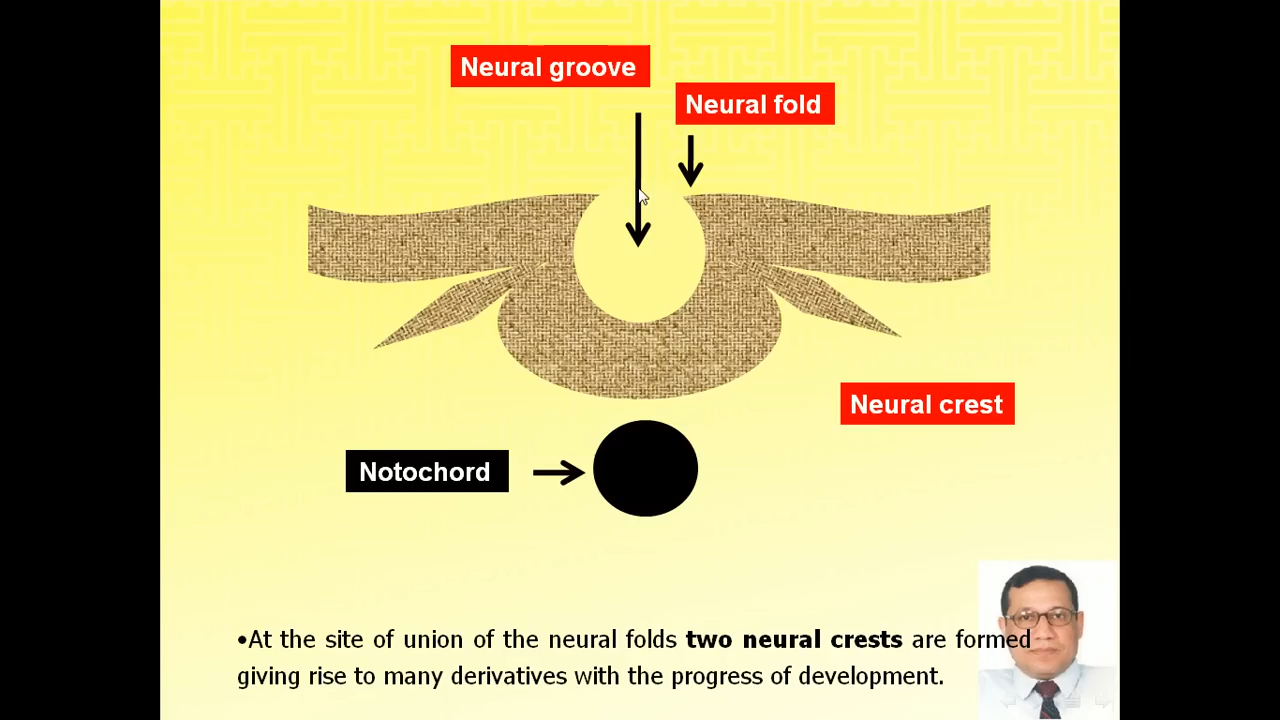 Neural groove
Neural fold
Neural crest
Notochord
•At the site of union of the neural folds two neural crests are formed
giving rise to many derivatives with the progress of development.